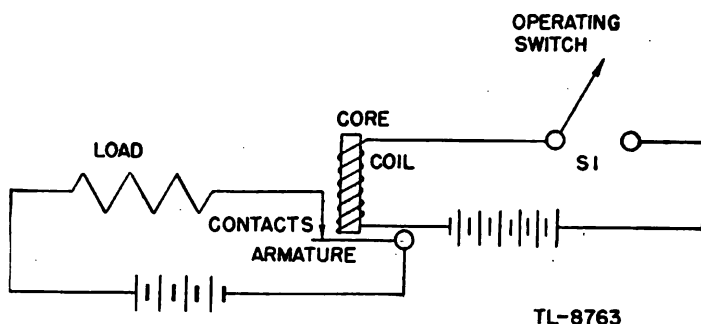 OPERATING
SWITCH
CORE
LOAD
COIL
S1
CONTACTS
ARMATURE
TL-8763